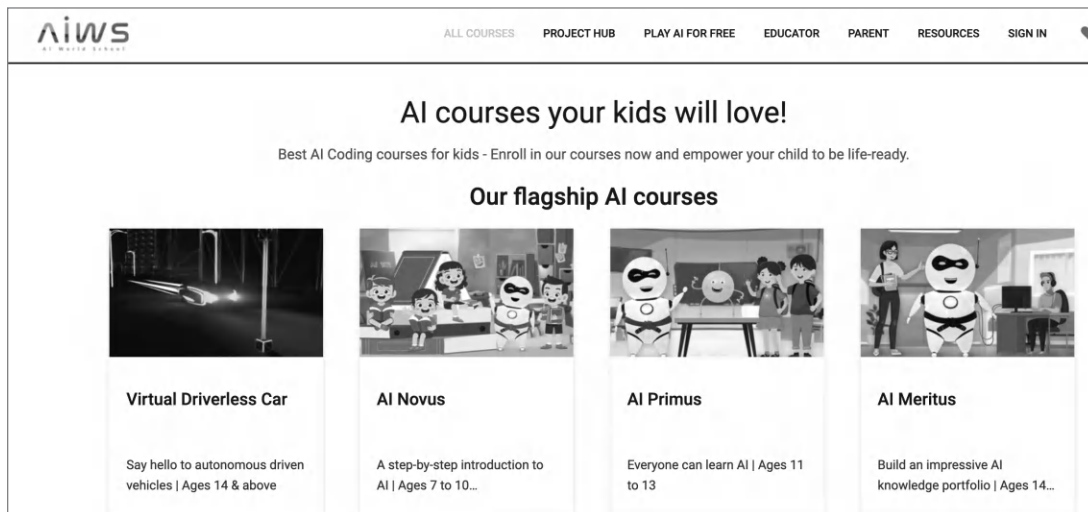 AiWS
AI World School
ALL COURSES PROJECT HUB PLAY AI FOR FREE EDUCATOR PARENT RESOURCES SIGN IN
AI courses your kids will love!
Best AI Coding courses for kids - Enroll in our courses now and empower your child to be life-ready.
Our flagship AI courses
Virtual Driverless Car
Say hello to autonomous driven
vehicles | Ages 14 & above
AI Novus
A step-by-step introduction to
AI | Ages 7 to 10...
AI Primus
Everyone can learn AI | Ages 11
to 13
AI Meritus
Build an impressive AI
knowledge portfolio | Ages 14...